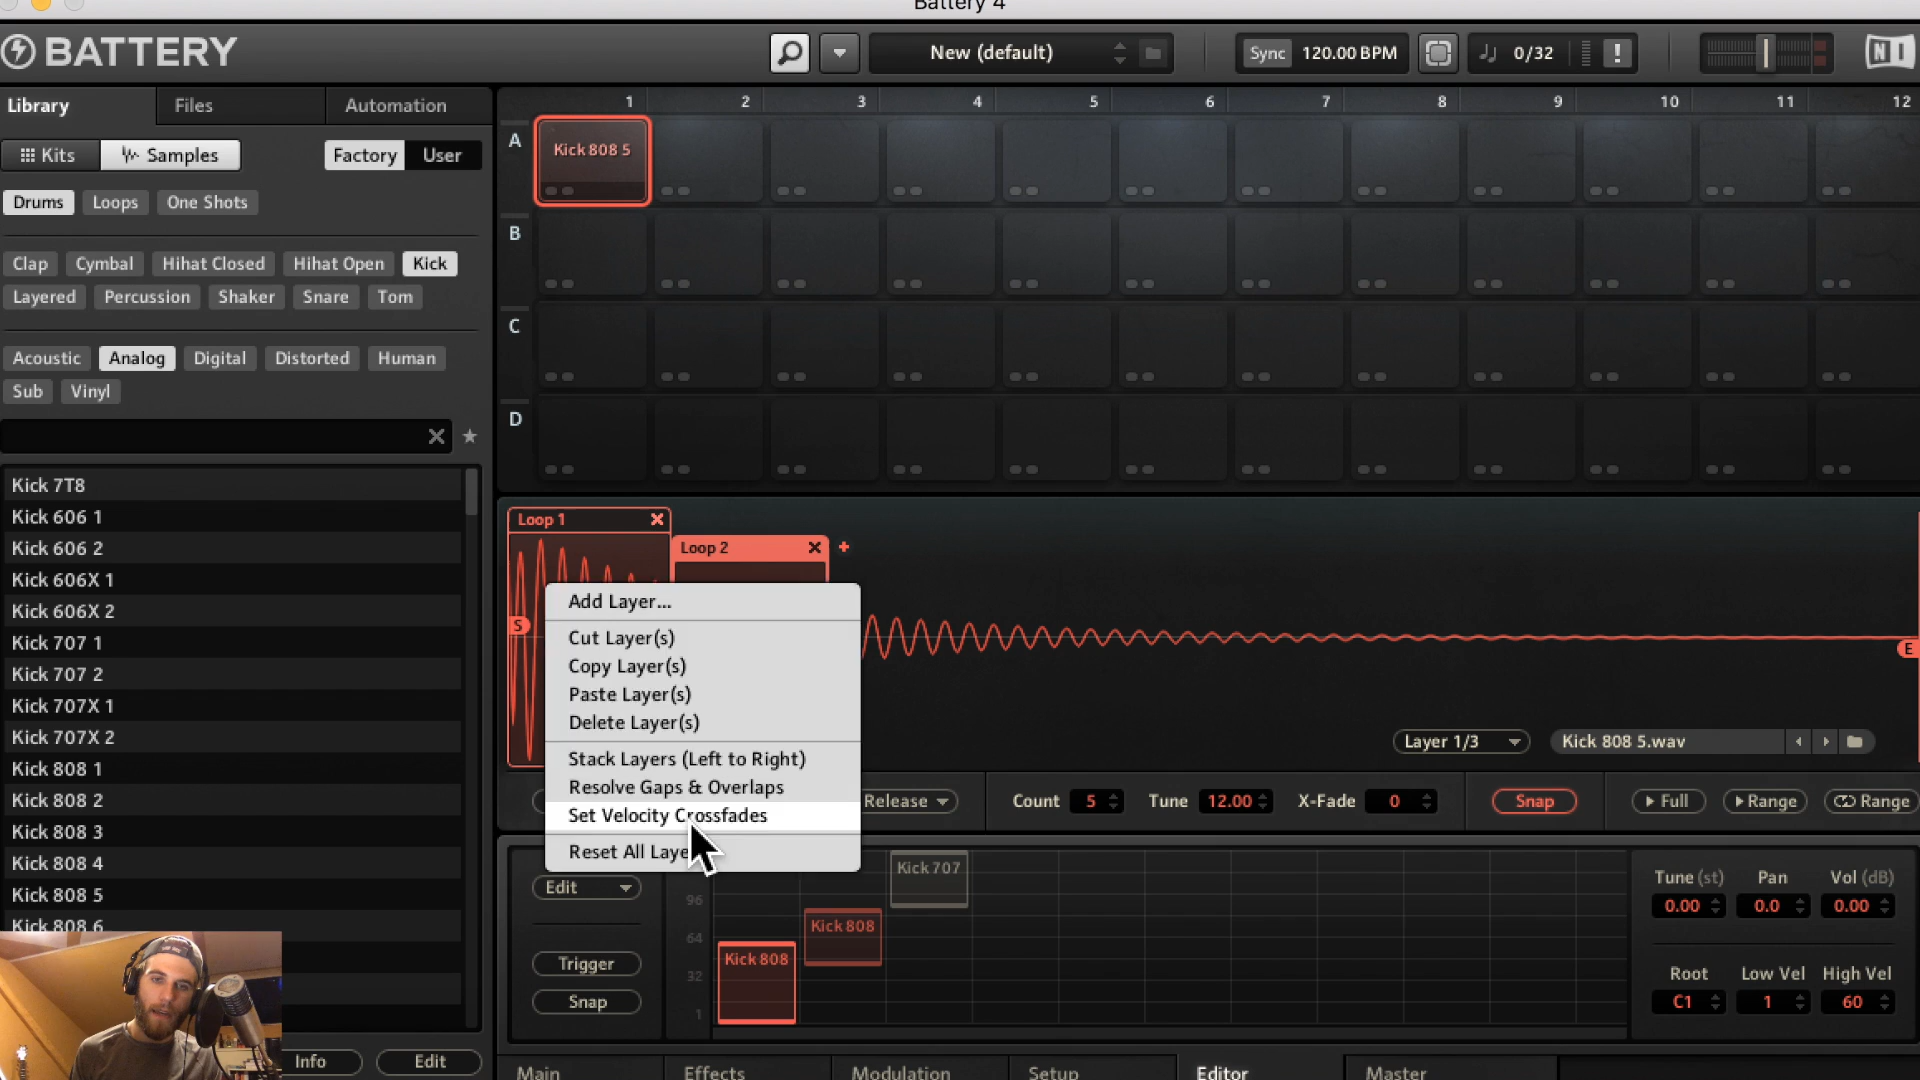 Battery 4
BATTERY
New (default)
Sync 120.00 BPM
0/32
!
NI
Library
Files
Automation
Kits
Samples
Factory
User
Drums
Loops
One Shots
Clap
Cymbal
Hihat Closed
Hihat Open
Kick
Layered
Percussion
Shaker
Snare
Tom
Acoustic
Analog
Digital
Distorted
Human
Sub
Vinyl
Kick 7T8
Kick 606 1
Kick 606 2
Kick 606X 1
Kick 606X 2
Kick 707 1
Kick 707 2
Kick 707X 1
Kick 707X 2
Kick 808 1
Kick 808 2
Kick 808 3
Kick 808 4
Kick 808 5
Kick 808 6
Info
Edit
1 2 3 4 5 6 7 8 9 10 11 12
A
Kick 808 5
B
C
D
Loop 1
Loop 2
S
E
Add Layer...
Cut Layer(s)
Copy Layer(s)
Paste Layer(s)
Delete Layer(s)
Stack Layers (Left to Right)
Resolve Gaps & Overlaps
Set Velocity Crossfades
Reset All Laye
Layer 1/3
Kick 808 5.wav
Release
Count 5
Tune 12.00
X-Fade 0
Snap
Full
Range
Range
Edit
Trigger
Snap
96
64
32
1
Kick 707
Kick 808
Kick 808
Tune (st) Pan Vol (dB)
0.00 0.0 0.00
Root Low Vel High Vel
C1 1 60
Main
Effects
Modulation
Setup
Editor
Master